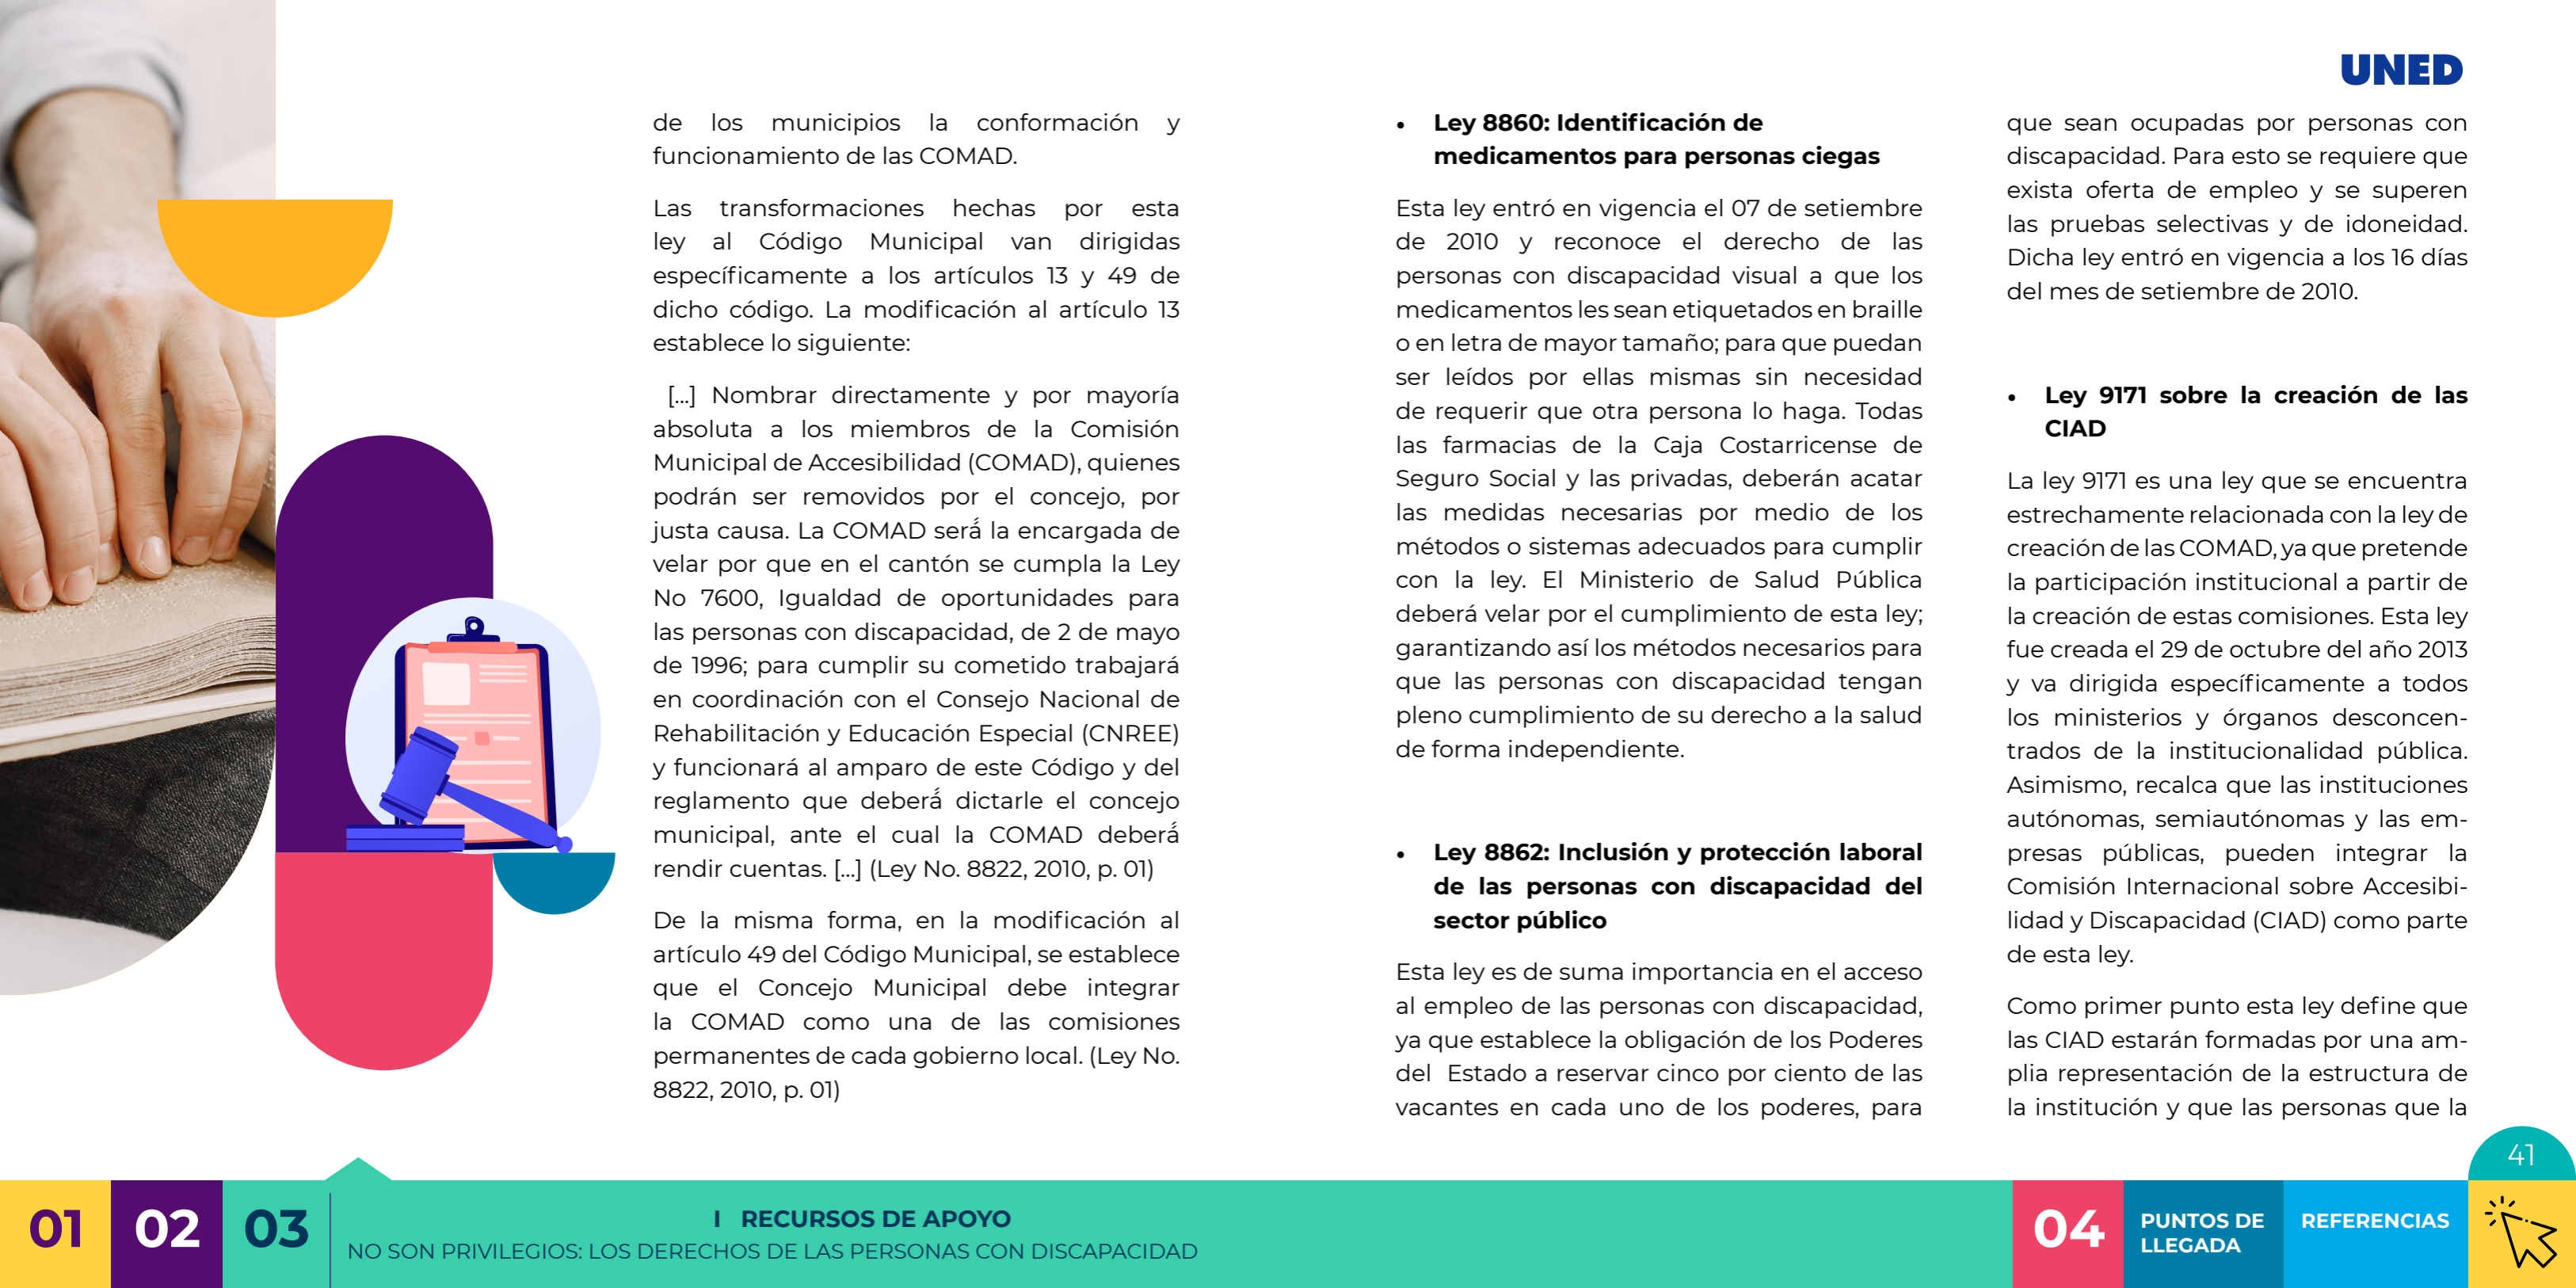 UNED
de los municipios la conformación y
funcionamiento de las COMAD.
Las transformaciones hechas por esta
ley al Código Municipal van dirigidas
específicamente a los artículos 13 y 49 de
dicho código. La modificación al artículo 13
establece lo siguiente:
[...] Nombrar directamente y por mayoría
absoluta a los miembros de la Comisión
Municipal de Accesibilidad (COMAD), quienes
podrán ser removidos por el concejo, por
justa causa. La COMAD será́ la encargada de
velar por que en el cantón se cumpla la Ley
No 7600, Igualdad de oportunidades para
las personas con discapacidad, de 2 de mayo
de 1996; para cumplir su cometido trabajará
en coordinación con el Consejo Nacional de
Rehabilitación y Educación Especial (CNREE)
y funcionará al amparo de este Código y del
reglamento que deberá́ dictarle el concejo
municipal, ante el cual la COMAD deberá́
rendir cuentas. [...] (Ley No. 8822, 2010, p. 01)
De la misma forma, en la modificación al
artículo 49 del Código Municipal, se establece
que el Concejo Municipal debe integrar
la COMAD como una de las comisiones
permanentes de cada gobierno local. (Ley No.
8822, 2010, p. 01)
• Ley 8860: Identificación de
medicamentos para personas ciegas
Esta ley entró en vigencia el 07 de setiembre
de 2010 y reconoce el derecho de las
personas con discapacidad visual a que los
medicamentos les sean etiquetados en braille
o en letra de mayor tamaño; para que puedan
ser leídos por ellas mismas sin necesidad
de requerir que otra persona lo haga. Todas
las farmacias de la Caja Costarricense de
Seguro Social y las privadas, deberán acatar
las medidas necesarias por medio de los
métodos o sistemas adecuados para cumplir
con la ley. El Ministerio de Salud Pública
deberá velar por el cumplimiento de esta ley;
garantizando así los métodos necesarios para
que las personas con discapacidad tengan
pleno cumplimiento de su derecho a la salud
de forma independiente.
• Ley 8862: Inclusión y protección laboral
de las personas con discapacidad del
sector público
Esta ley es de suma importancia en el acceso
al empleo de las personas con discapacidad,
ya que establece la obligación de los Poderes
del Estado a reservar cinco por ciento de las
vacantes en cada uno de los poderes, para
que sean ocupadas por personas con
discapacidad. Para esto se requiere que
exista oferta de empleo y se superen
las pruebas selectivas y de idoneidad.
Dicha ley entró en vigencia a los 16 días
del mes de setiembre de 2010.
• Ley 9171 sobre la creación de las
CIAD
La ley 9171 es una ley que se encuentra
estrechamente relacionada con la ley de
creación de las COMAD, ya que pretende
la participación institucional a partir de
la creación de estas comisiones. Esta ley
fue creada el 29 de octubre del año 2013
y va dirigida específicamente a todos
los ministerios y órganos desconcen-
trados de la institucionalidad pública.
Asimismo, recalca que las instituciones
autónomas, semiautónomas y las em-
presas públicas, pueden integrar la
Comisión Internacional sobre Accesibi-
lidad y Discapacidad (CIAD) como parte
de esta ley.
Como primer punto esta ley define que
las CIAD estarán formadas por una am-
plia representación de la estructura de
la institución y que las personas que la
41
01 02 03
I RECURSOS DE APOYO
NO SON PRIVILEGIOS: LOS DERECHOS DE LAS PERSONAS CON DISCAPACIDAD
04
PUNTOS DE
LLEGADA
REFERENCIAS